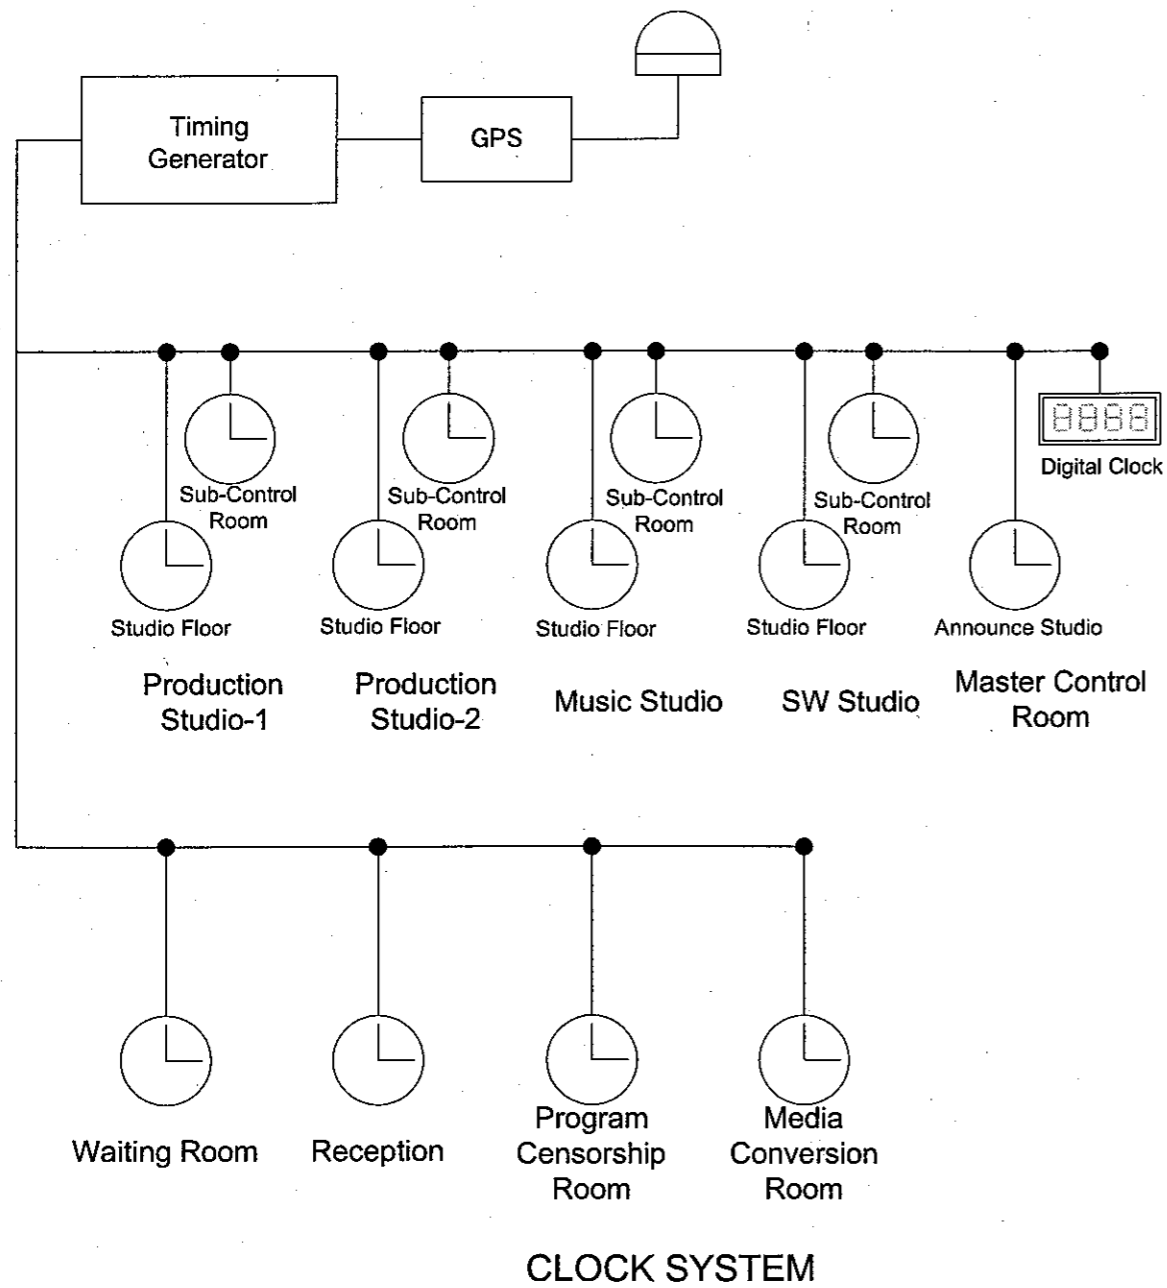 Timing
Generator
GPS
8888
Digital Clock
Sub-Control
Room
Sub-Control
Room
Sub-Control
Room
Sub-Control
Room
Studio Floor
Studio Floor
Studio Floor
Studio Floor
Announce Studio
Production
Studio-1
Production
Studio-2
Music Studio
SW Studio
Master Control
Room
Waiting Room
Reception
Program
Censorship
Room
Media
Conversion
Room
CLOCK SYSTEM